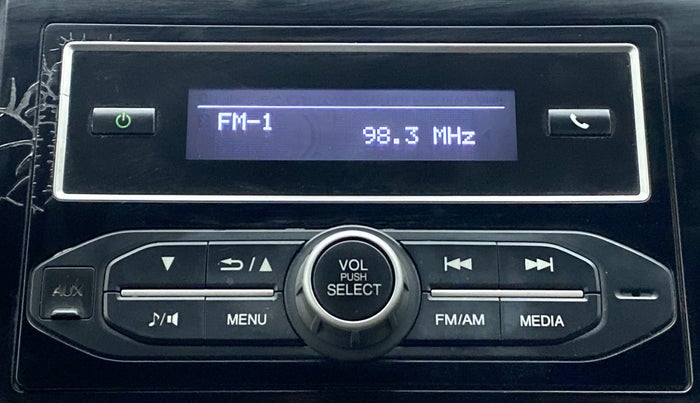 FM-1
98.3 MHz
AUX
VOL
PUSH
SELECT
MENU
FM/AM
MEDIA